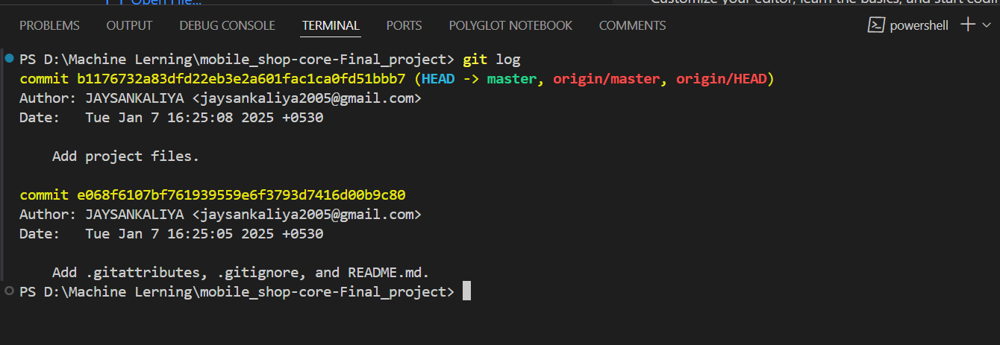 Open File...
Customize your editor, learn the basics, and start codin
PROBLEMS OUTPUT DEBUG CONSOLE TERMINAL PORTS POLYGLOT NOTEBOOK COMMENTS powershell
PS D:\Machine Lerning\mobile_shop-core-Final_project> git log
commit b1176732a83dfd22eb3e2a601fac1ca0fd51bbb7 (HEAD -> master, origin/master, origin/HEAD)
Author: JAYSANKALIYA <jaysankaliya2005@gmail.com>
Date:   Tue Jan 7 16:25:08 2025 +0530
    Add project files.
commit e068f6107bf761939559e6f3793d7416d00b9c80
Author: JAYSANKALIYA <jaysankaliya2005@gmail.com>
Date:   Tue Jan 7 16:25:05 2025 +0530
    Add .gitattributes, .gitignore, and README.md.
PS D:\Machine Lerning\mobile_shop-core-Final_project>